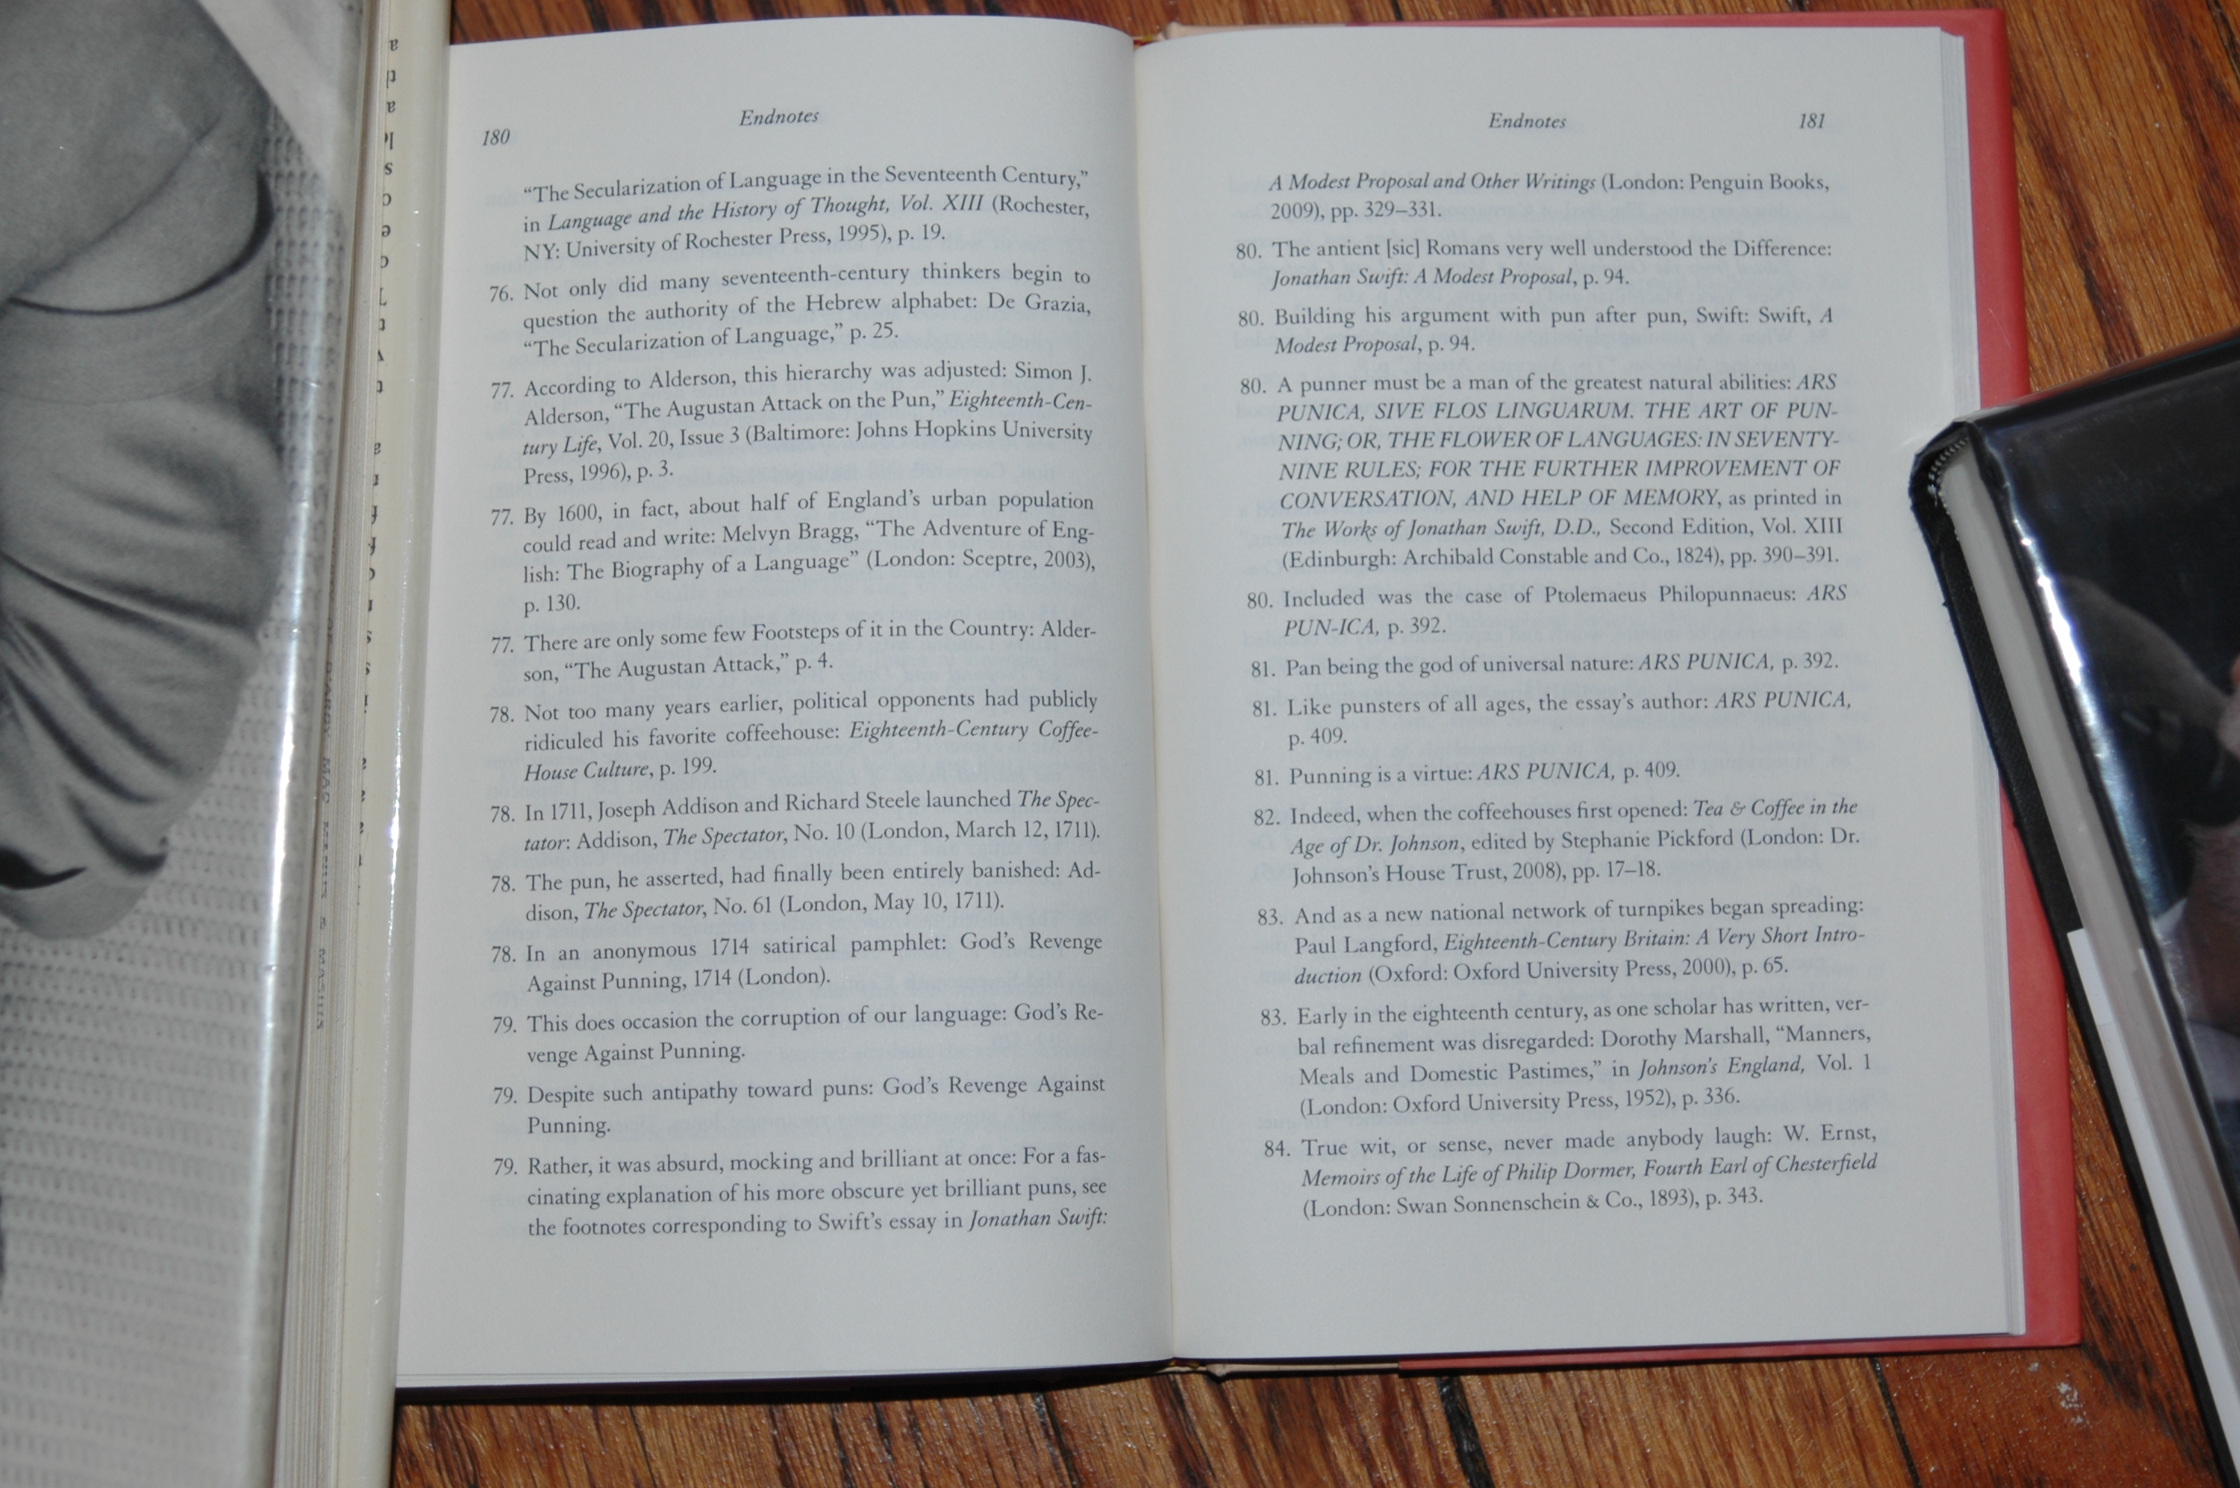 180
Endnotes
“The Secularization of Language in the Seventeenth Century,”
in Language and the History of Thought, Vol. XIII (Rochester,
NY: University of Rochester Press, 1995), p. 19.
76. Not only did many seventeenth-century thinkers begin to
question the authority of the Hebrew alphabet: De Grazia,
“The Secularization of Language,” p. 25.
77. According to Alderson, this hierarchy was adjusted: Simon J.
Alderson, “The Augustan Attack on the Pun,” Eighteenth-Cen-
tury Life, Vol. 20, Issue 3 (Baltimore: Johns Hopkins University
Press, 1996), p. 3.
77. By 1600, in fact, about half of England’s urban population
could read and write: Melvyn Bragg, “The Adventure of Eng-
lish: The Biography of a Language” (London: Sceptre, 2003),
p. 130.
77. There are only some few Footsteps of it in the Country: Alder-
son, “The Augustan Attack,” p. 4.
78. Not too many years earlier, political opponents had publicly
ridiculed his favorite coffeehouse: Eighteenth-Century Coffee-
House Culture, p. 199.
78. In 1711, Joseph Addison and Richard Steele launched The Spec-
tator: Addison, The Spectator, No. 10 (London, March 12, 1711).
78. The pun, he asserted, had finally been entirely banished: Ad-
dison, The Spectator, No. 61 (London, May 10, 1711).
78. In an anonymous 1714 satirical pamphlet: God’s Revenge
Against Punning, 1714 (London).
79. This does occasion the corruption of our language: God’s Re-
venge Against Punning.
79. Despite such antipathy toward puns: God’s Revenge Against
Punning.
79. Rather, it was absurd, mocking and brilliant at once: For a fas-
cinating explanation of his more obscure yet brilliant puns, see
the footnotes corresponding to Swift’s essay in Jonathan Swift:
Endnotes
181
A Modest Proposal and Other Writings (London: Penguin Books,
2009), pp. 329–331.
80. The antient [sic] Romans very well understood the Difference:
Jonathan Swift: A Modest Proposal, p. 94.
80. Building his argument with pun after pun, Swift: Swift, A
Modest Proposal, p. 94.
80. A punner must be a man of the greatest natural abilities: ARS
PUNICA, SIVE FLOS LINGUARUM. THE ART OF PUN-
NING; OR, THE FLOWER OF LANGUAGES: IN SEVENTY-
NINE RULES; FOR THE FURTHER IMPROVEMENT OF
CONVERSATION, AND HELP OF MEMORY, as printed in
The Works of Jonathan Swift, D.D., Second Edition, Vol. XIII
(Edinburgh: Archibald Constable and Co., 1824), pp. 390–391.
80. Included was the case of Ptolemaeus Philopunnaeus: ARS
PUN-ICA, p. 392.
81. Pan being the god of universal nature: ARS PUNICA, p. 392.
81. Like punsters of all ages, the essay’s author: ARS PUNICA,
p. 409.
81. Punning is a virtue: ARS PUNICA, p. 409.
82. Indeed, when the coffeehouses first opened: Tea & Coffee in the
Age of Dr. Johnson, edited by Stephanie Pickford (London: Dr.
Johnson’s House Trust, 2008), pp. 17–18.
83. And as a new national network of turnpikes began spreading:
Paul Langford, Eighteenth-Century Britain: A Very Short Intro-
duction (Oxford: Oxford University Press, 2000), p. 65.
83. Early in the eighteenth century, as one scholar has written, ver-
bal refinement was disregarded: Dorothy Marshall, “Manners,
Meals and Domestic Pastimes,” in Johnson’s England, Vol. 1
(London: Oxford University Press, 1952), p. 336.
84. True wit, or sense, never made anybody laugh: W. Ernst,
Memoirs of the Life of Philip Dormer, Fourth Earl of Chesterfield
(London: Swan Sonnenschein & Co., 1893), p. 343.
OF D'ARCY MAC MANUS & MASIUS